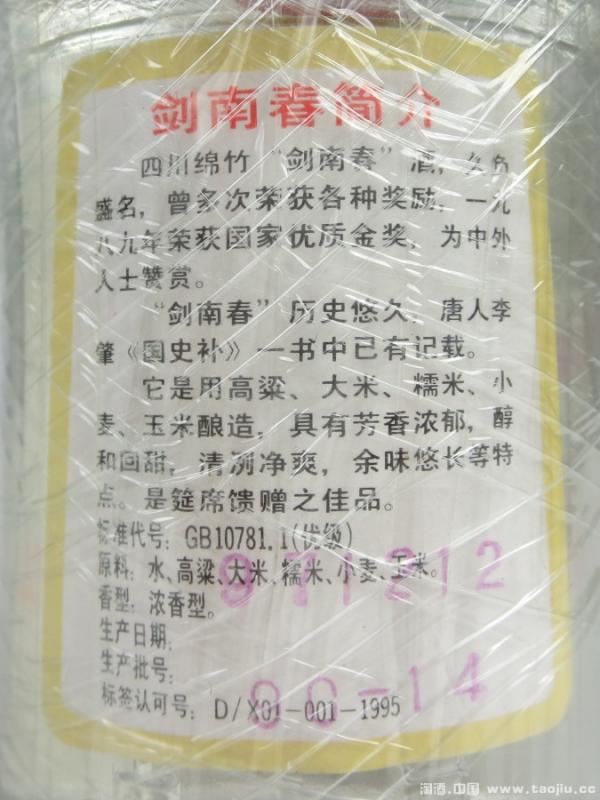 剑南春简介
四川绵竹“剑南春”酒，久负
盛名，曾多次荣获各种奖励，一九
八九年荣获国家优质金奖，为中外
人士赞赏。
“剑南春”历史悠久，唐人李
肇《国史补》一书中已有记载。
它是用高粱、大米、糯米、小
麦、玉米酿造，具有芳香浓郁，醇
和回甜，清冽净爽，余味悠长等特
点。是筵席馈赠之佳品。
标准代号：GB10781.1(优级)
原料：水、高粱、大米、糯米、小麦、玉米。
971212
香型：浓香型。
生产日期：
生产批号：
-14
标签认可号：D/X01-001-1995
淘酒.中国 www.taojiu.cc